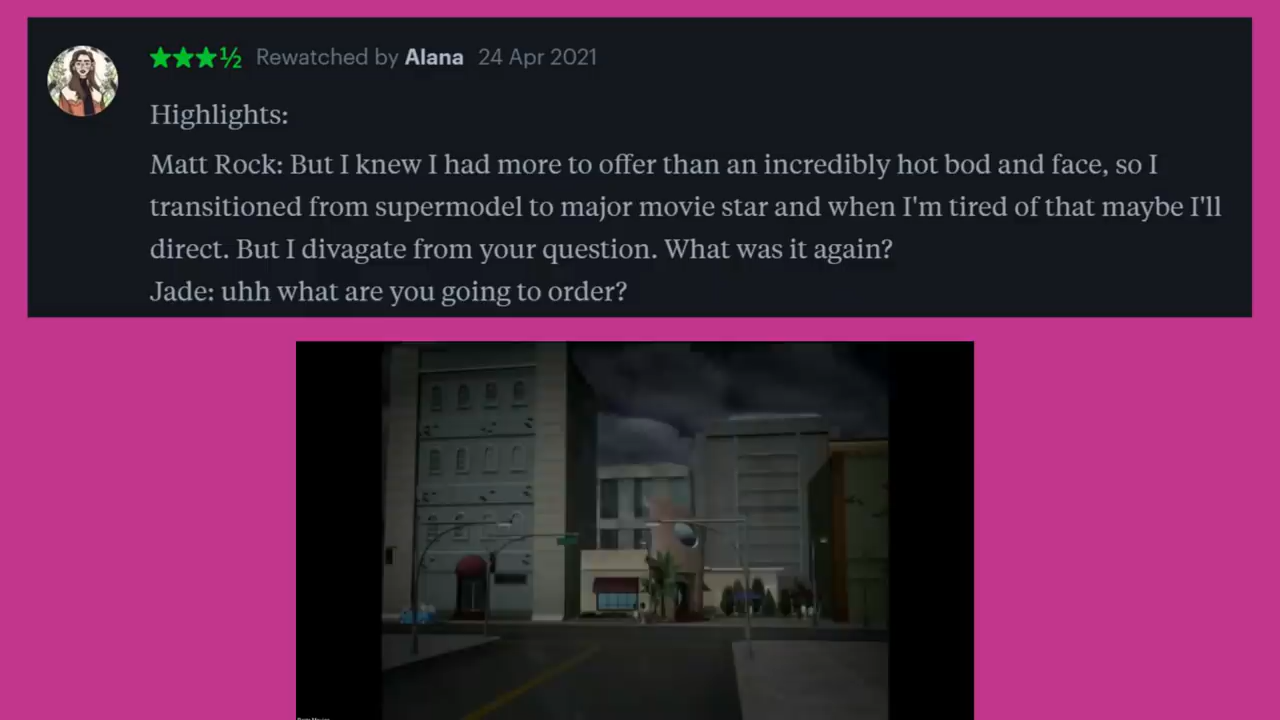 ★★★½ Rewatched by Alana 24 Apr 2021
Highlights:
Matt Rock: But I knew I had more to offer than an incredibly hot bod and face, so I
transitioned from supermodel to major movie star and when I'm tired of that maybe I'll
direct. But I divagate from your question. What was it again?
Jade: uhh what are you going to order?